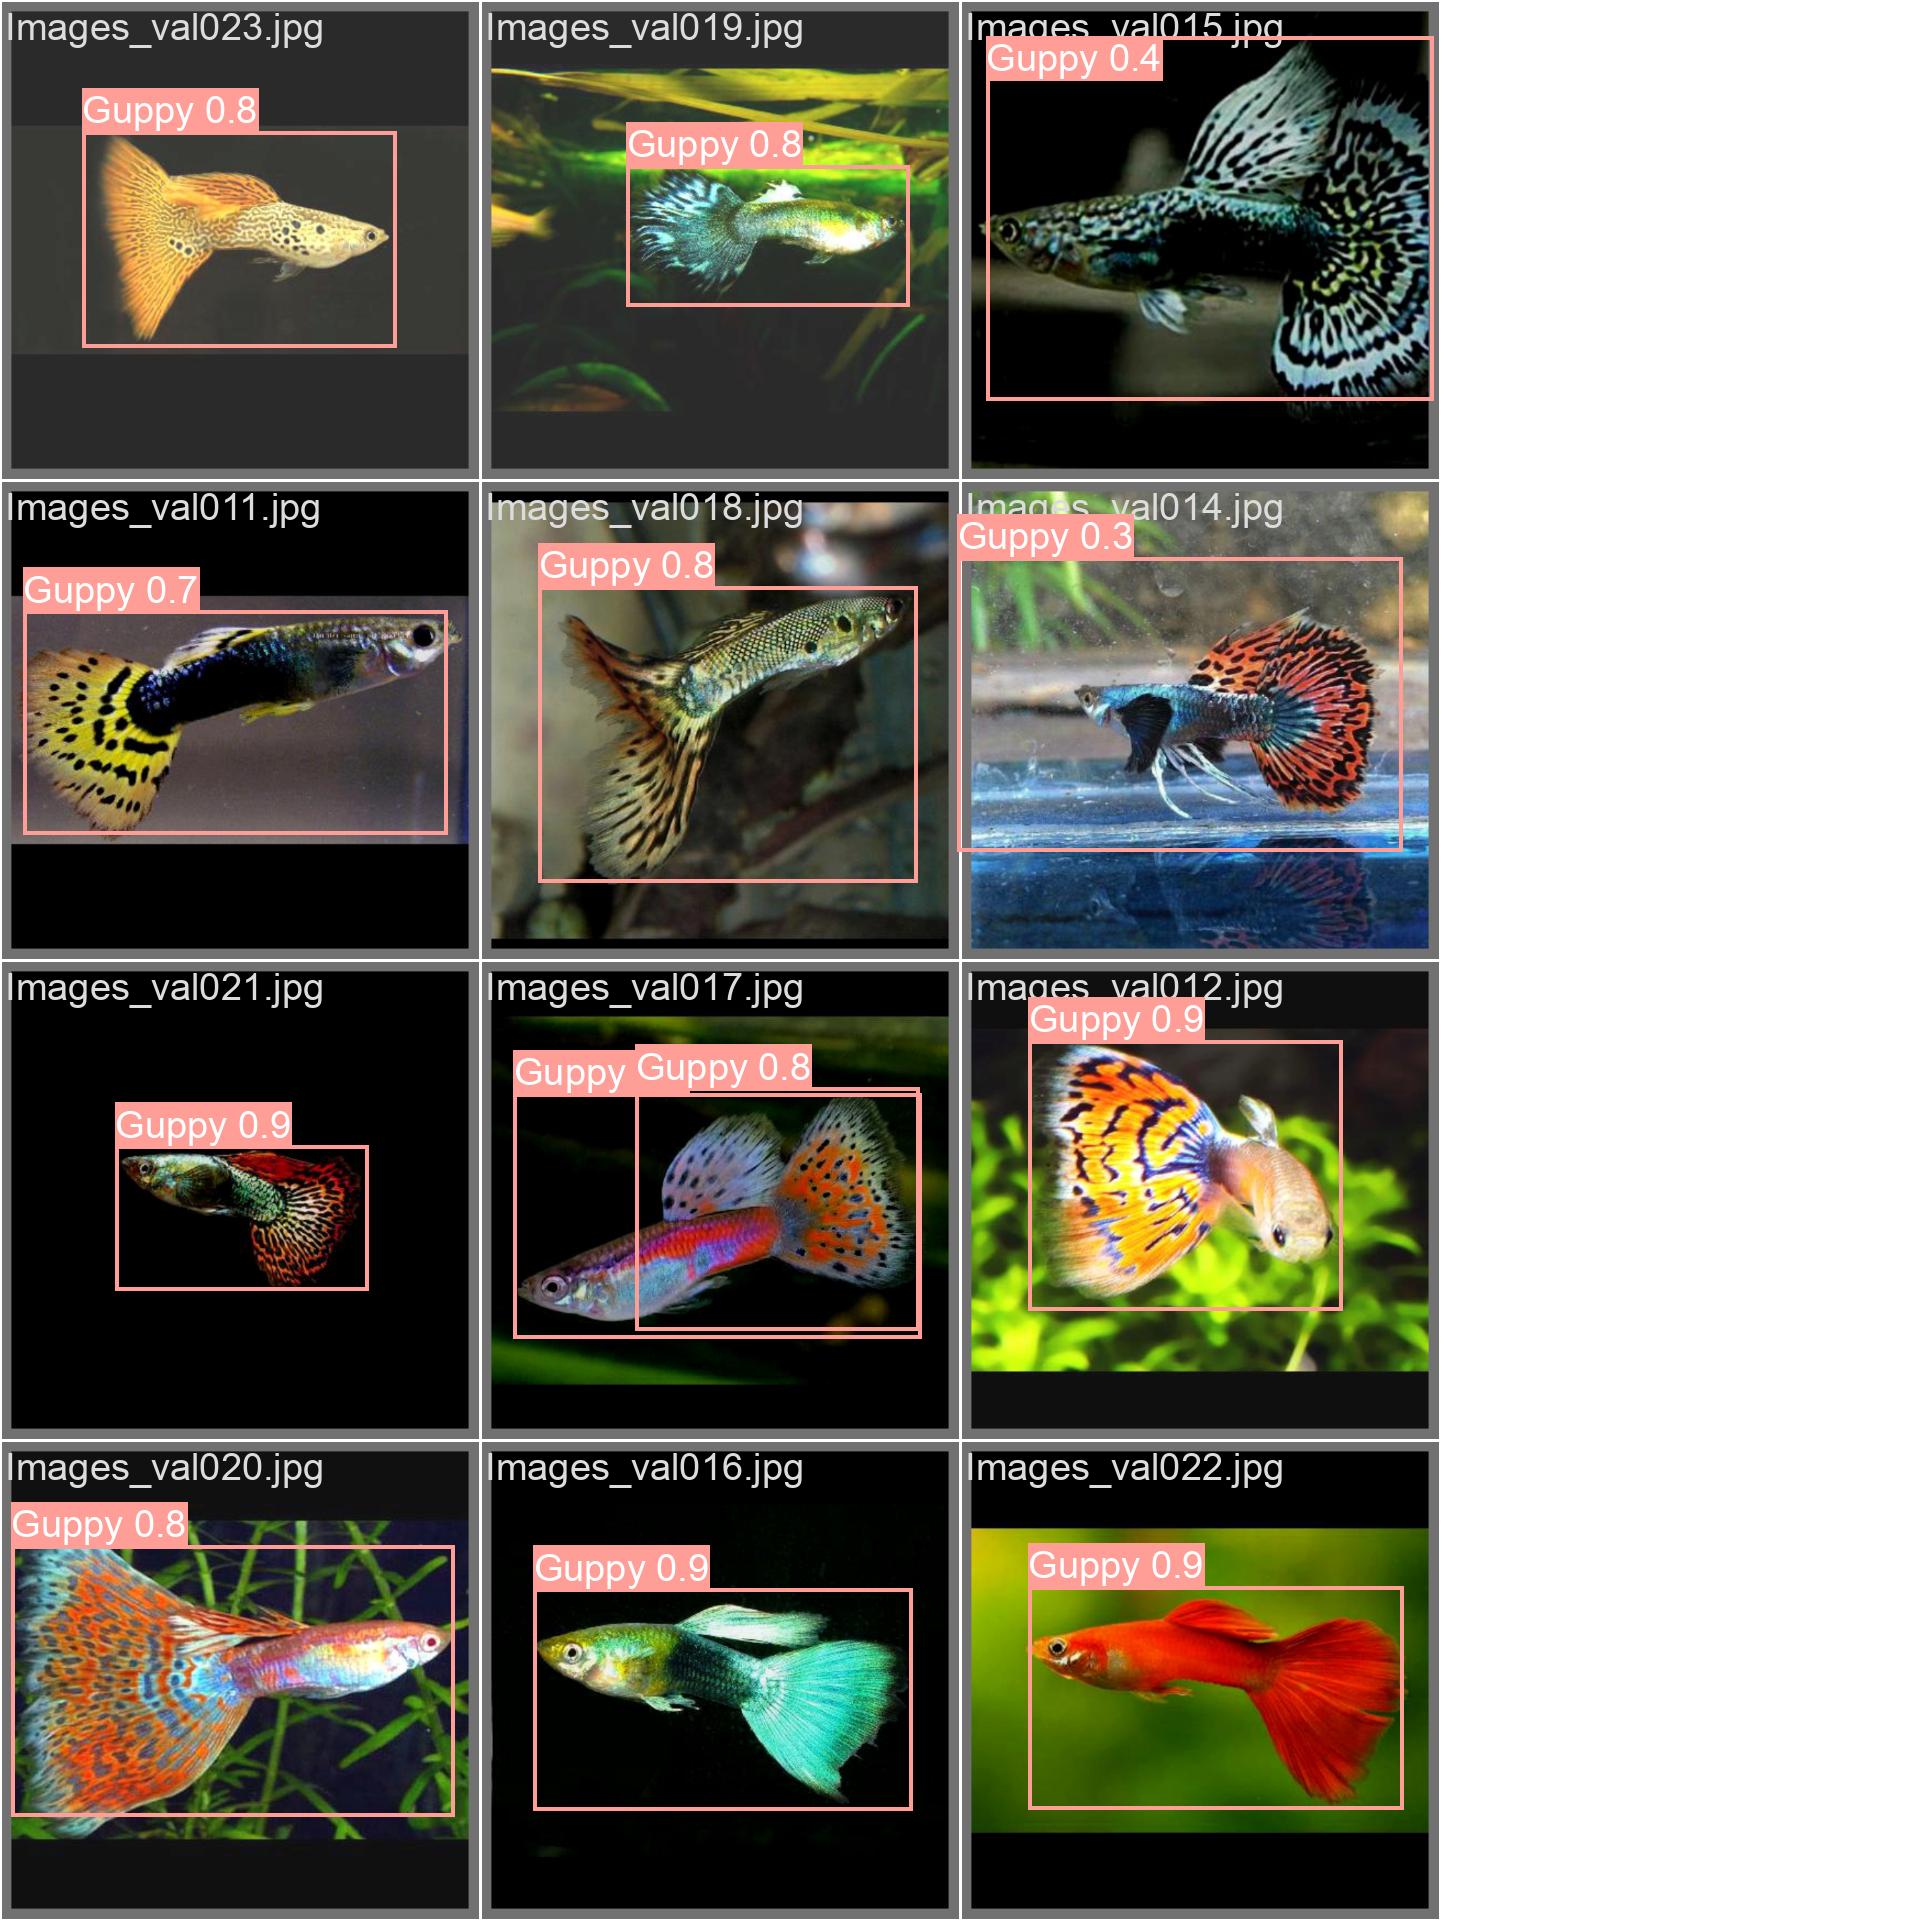 Images_val023.jpg
Guppy 0.8
Images_val019.jpg
Guppy 0.8
Images_val015.jpg
Guppy 0.4
Images_val011.jpg
Guppy 0.7
Images_val018.jpg
Guppy 0.8
Images_val014.jpg
Guppy 0.3
Images_val021.jpg
Guppy 0.9
Images_val017.jpg
Guppy
Guppy 0.8
Images_val012.jpg
Guppy 0.9
Images_val020.jpg
Guppy 0.8
Images_val016.jpg
Guppy 0.9
Images_val022.jpg
Guppy 0.9